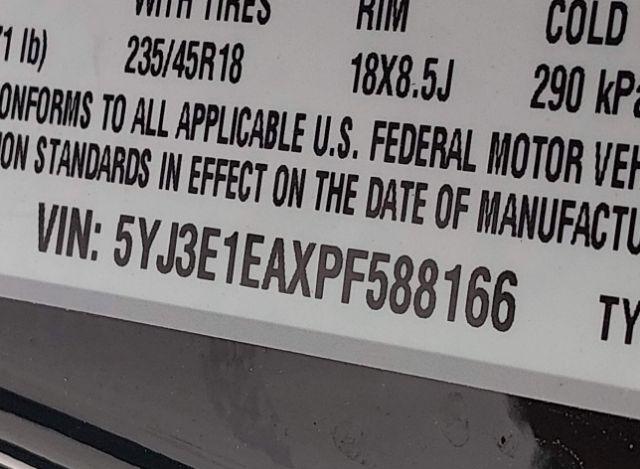 WITH TIRES RIM COLD
71 lb) 235/45R18 18X8.5J 290 kPa
ONFORMS TO ALL APPLICABLE U.S. FEDERAL MOTOR VEH
ON STANDARDS IN EFFECT ON THE DATE OF MANUFACTU
VIN: 5YJ3E1EAXPF588166 TY